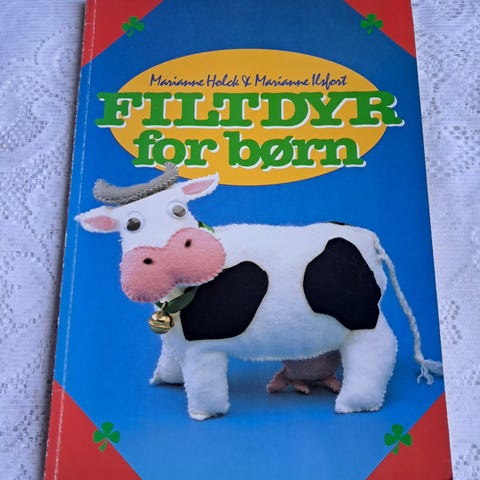 Marianne Holck & Marianne Ilsfort
FILTDYR
for børn